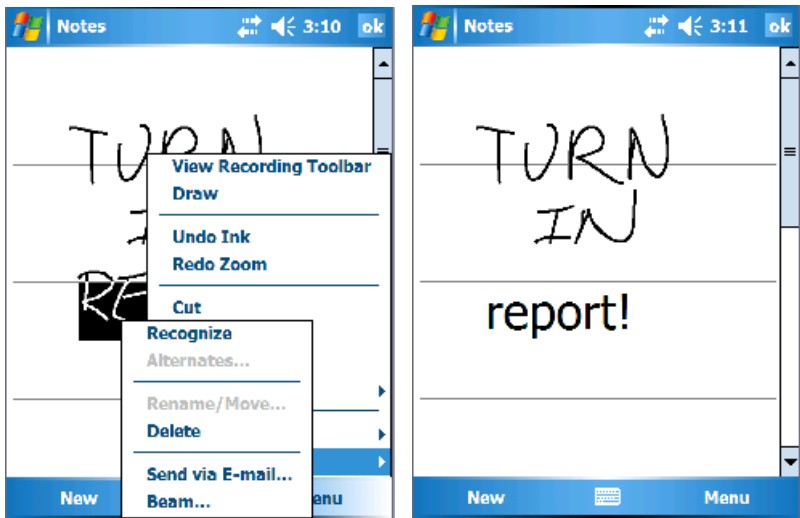 Notes 3:10 ok
TURN
View Recording Toolbar
Draw
Undo Ink
Redo Zoom
RE
Cut
Recognize
Alternates...
Rename/Move...
Delete
Send via E-mail...
Beam...
New enu
Notes 3:11 ok
TURN
IN
report!
New Menu